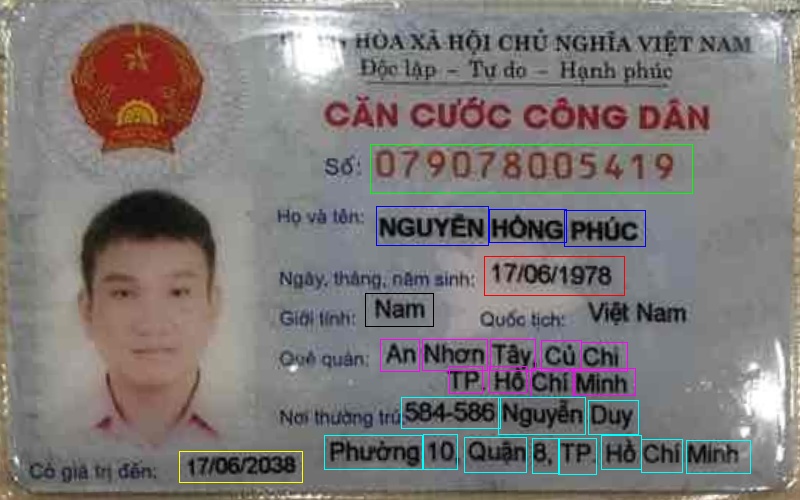 HÒA XÃ HỘI CHỦ NGHĨA VIỆT NAM
Độc lập - Tự do - Hạnh phúc
CĂN CƯỚC CÔNG DÂN
Số: 079078005419
Họ và tên: NGUYỄN HỒNG PHÚC
Ngày, tháng, năm sinh: 17/06/1978
Giới tính: Nam Quốc tịch: Việt Nam
Quê quán: An Nhơn Tây, Củ Chi
TP. Hồ Chí Minh
Nơi thường trú: 584-586 Nguyễn Duy
Phường 10, Quận 8, TP. Hồ Chí Minh
Có giá trị đến: 17/06/2038